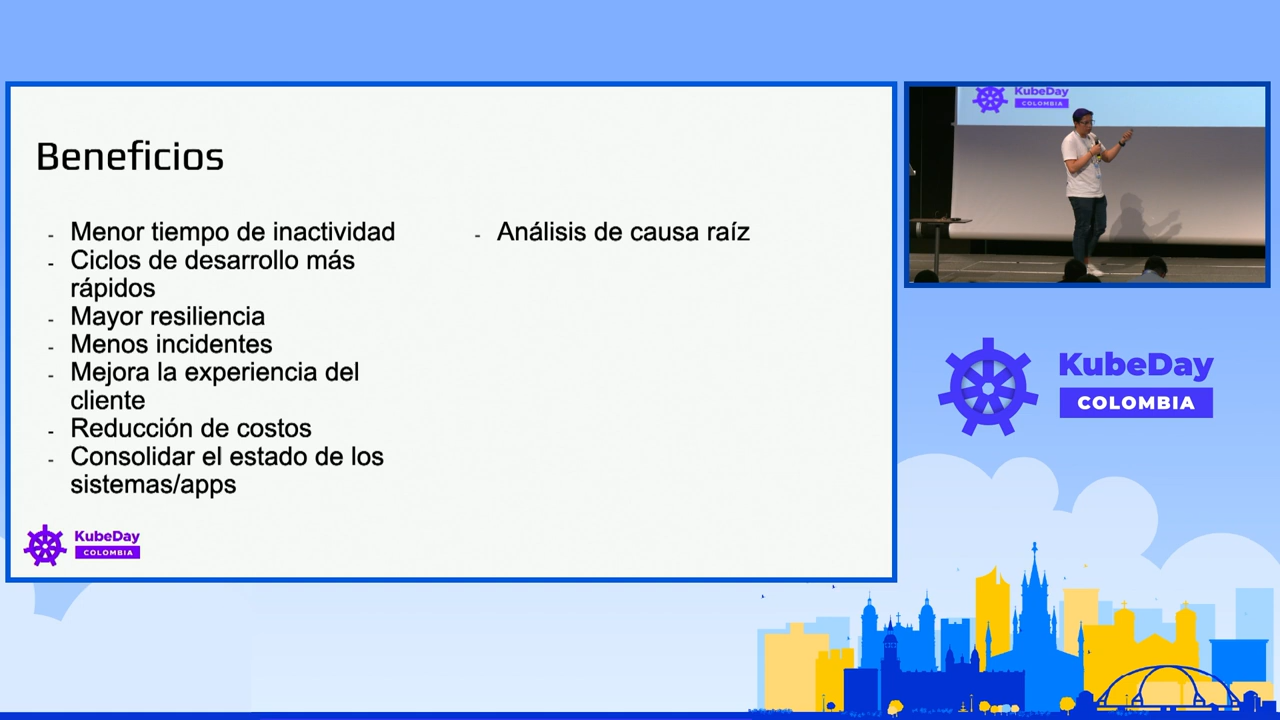 Beneficios
- Menor tiempo de inactividad
- Ciclos de desarrollo más
rápidos
- Mayor resiliencia
- Menos incidentes
- Mejora la experiencia del
cliente
- Reducción de costos
- Consolidar el estado de los
sistemas/apps
- Análisis de causa raíz
KubeDay
COLOMBIA
KubeDay
COLOMBIA
KubeDay
COLOMBIA